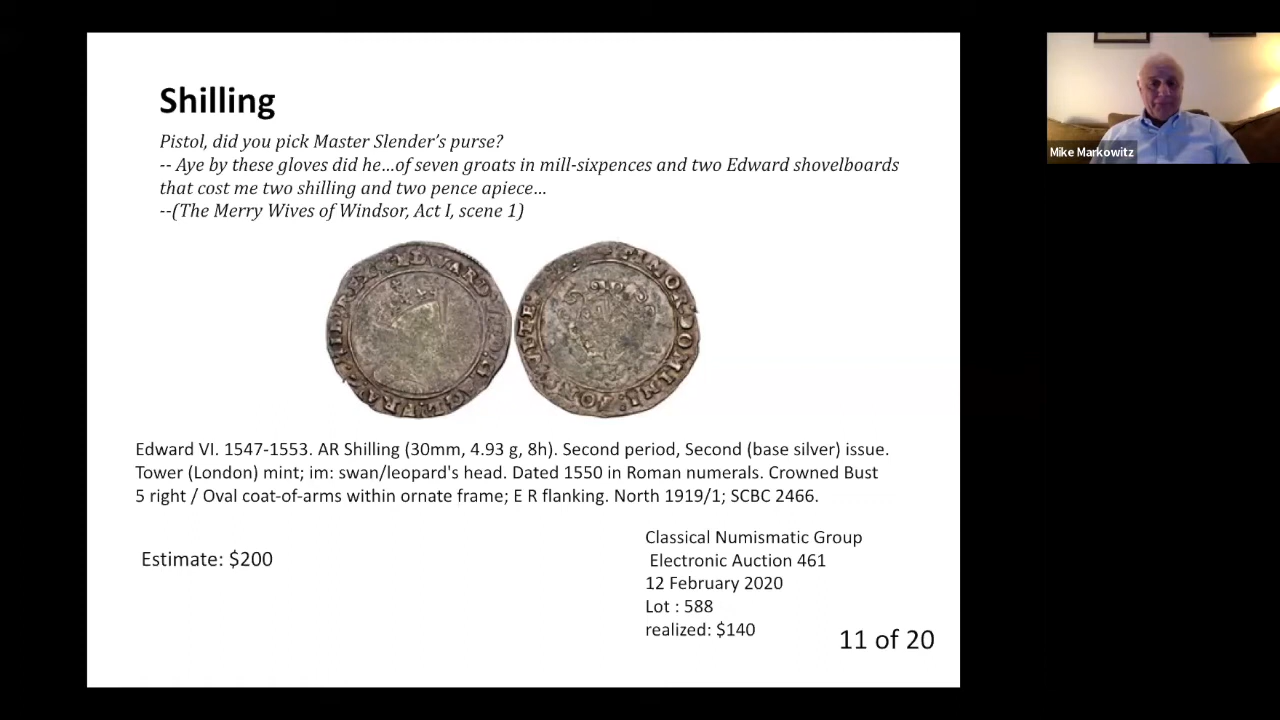 Shilling
Pistol, did you pick Master Slender’s purse?
-- Aye by these gloves did he…of seven groats in mill-sixpences and two Edward shovelboards
that cost me two shilling and two pence apiece…
--(The Merry Wives of Windsor, Act I, scene 1)
Edward VI. 1547-1553. AR Shilling (30mm, 4.93 g, 8h). Second period, Second (base silver) issue.
Tower (London) mint; im: swan/leopard's head. Dated 1550 in Roman numerals. Crowned Bust
5 right / Oval coat-of-arms within ornate frame; E R flanking. North 1919/1; SCBC 2466.
Estimate: $200
Classical Numismatic Group
Electronic Auction 461
12 February 2020
Lot : 588
realized: $140
11 of 20
Mike Markowitz